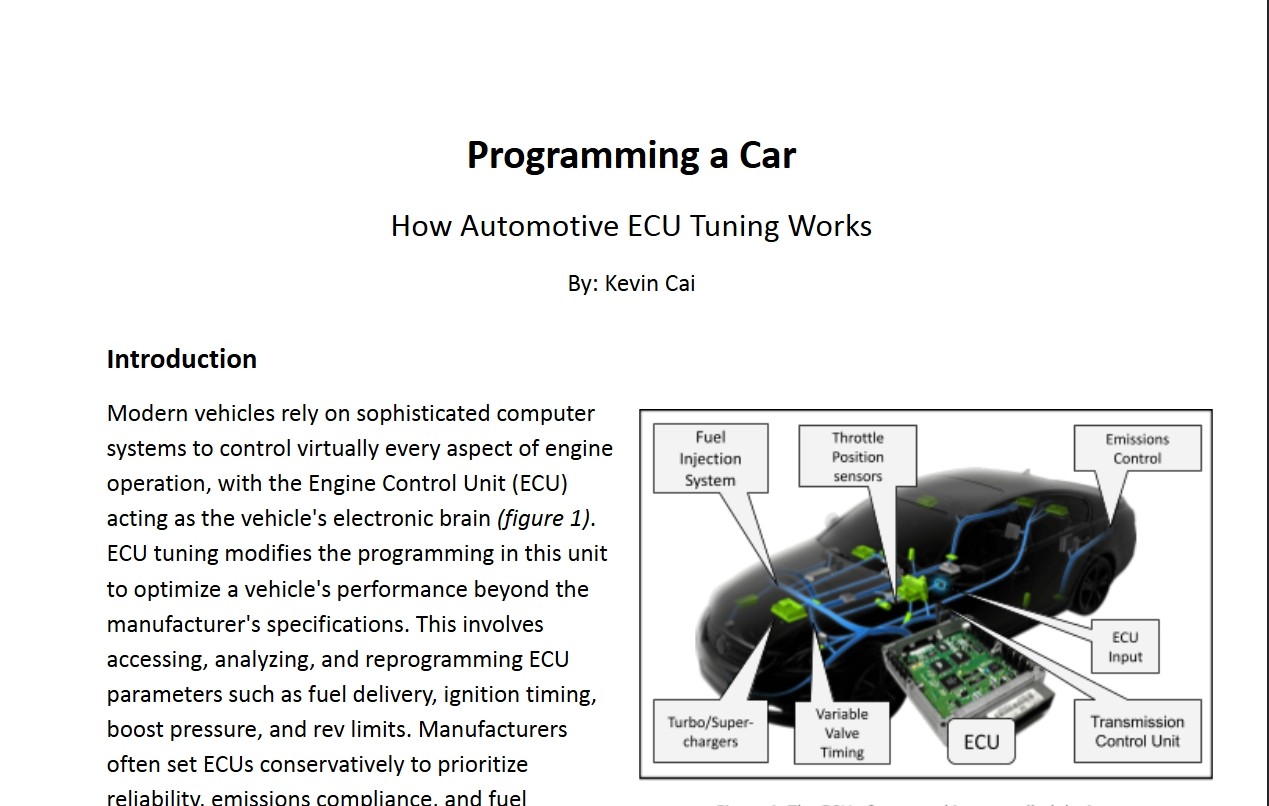 Programming a Car
How Automotive ECU Tuning Works
By: Kevin Cai
Introduction
Modern vehicles rely on sophisticated computer
systems to control virtually every aspect of engine
operation, with the Engine Control Unit (ECU)
acting as the vehicle's electronic brain (figure 1).
ECU tuning modifies the programming in this unit
to optimize a vehicle's performance beyond the
manufacturer's specifications. This involves
accessing, analyzing, and reprogramming ECU
parameters such as fuel delivery, ignition timing,
boost pressure, and rev limits. Manufacturers
often set ECUs conservatively to prioritize
reliability, emissions compliance, and fuel
Fuel
Injection
System
Throttle
Position
sensors
Emissions
Control
ECU
Input
Turbo/Super-
chargers
Variable
Valve
Timing
ECU
Transmission
Control Unit